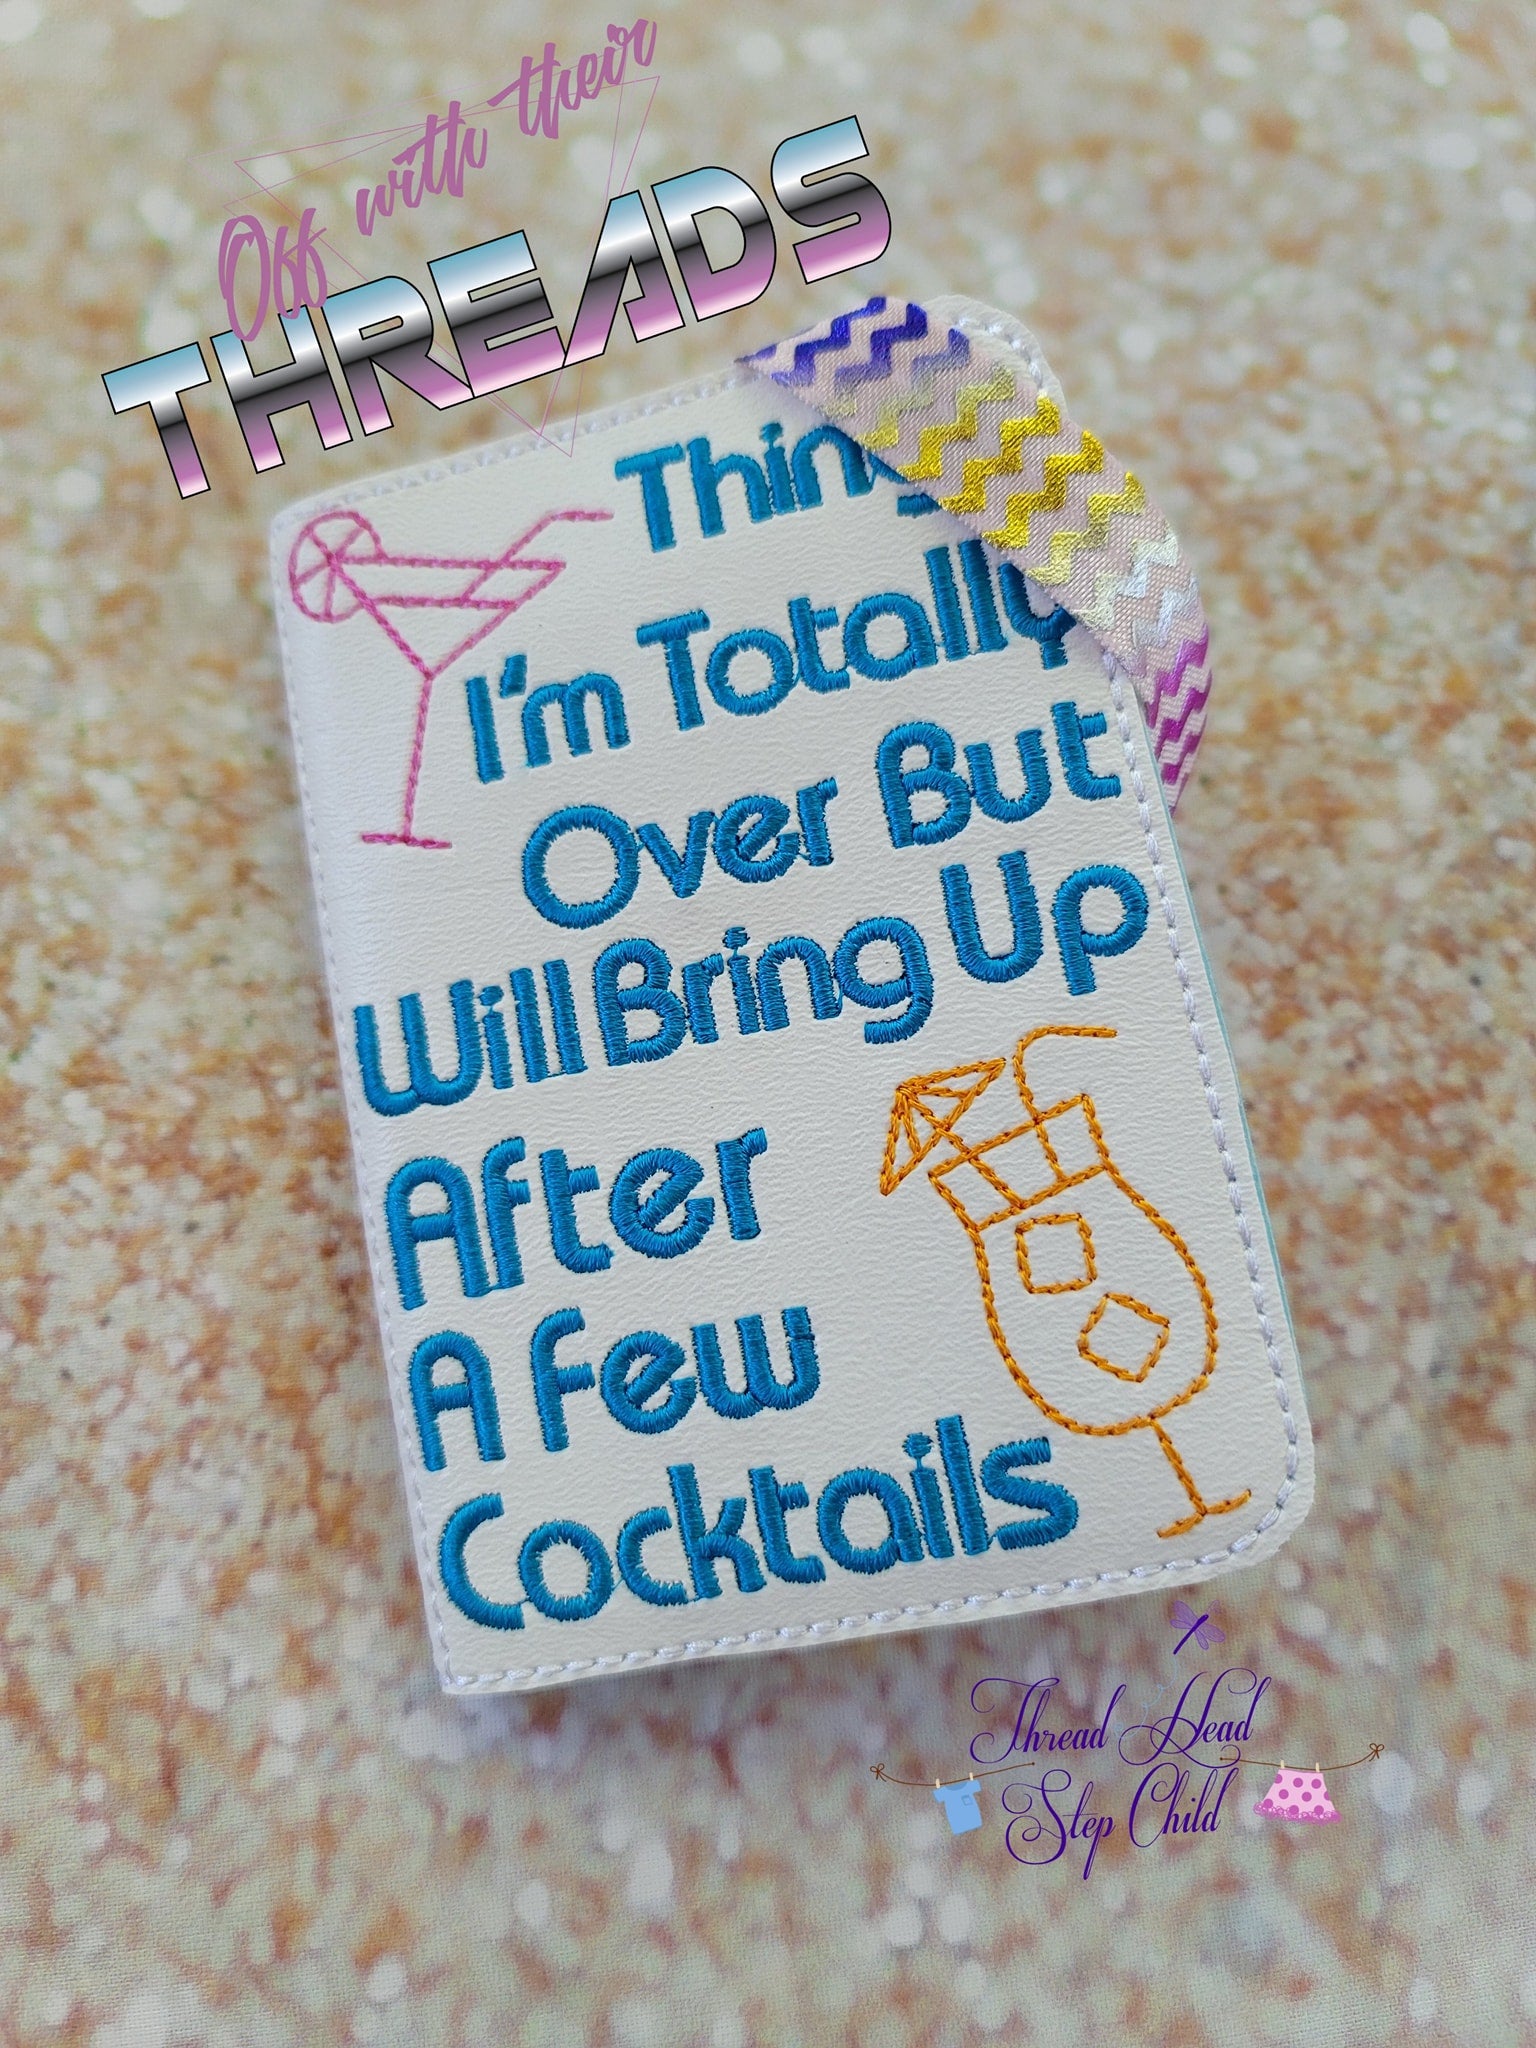 Off with their
THREADS
Thing
I'm Totally
Over But
Will Bring Up
After
A Few
Cocktails
Thread Head
Step Child